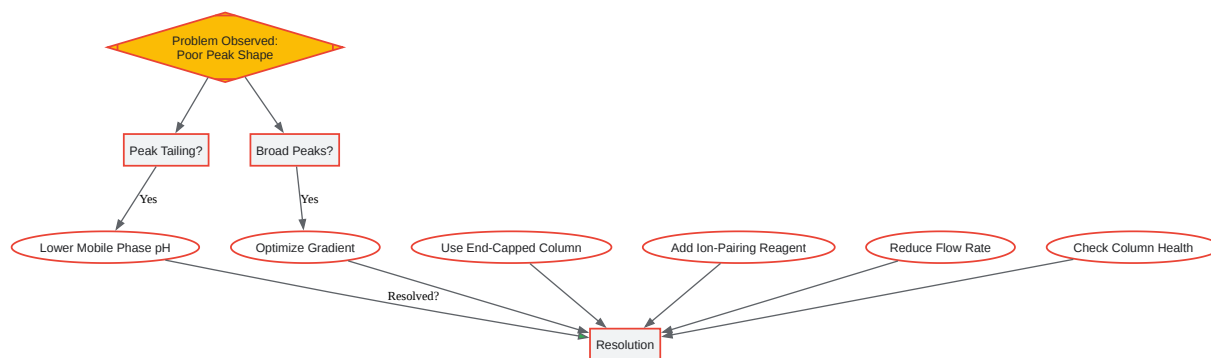 Problem Observed:
Poor Peak Shape
Peak Tailing?
Broad Peaks?
Yes
Yes
Lower Mobile Phase pH
Optimize Gradient
Use End-Capped Column
Add Ion-Pairing Reagent
Reduce Flow Rate
Check Column Health
Resolved?
Resolution